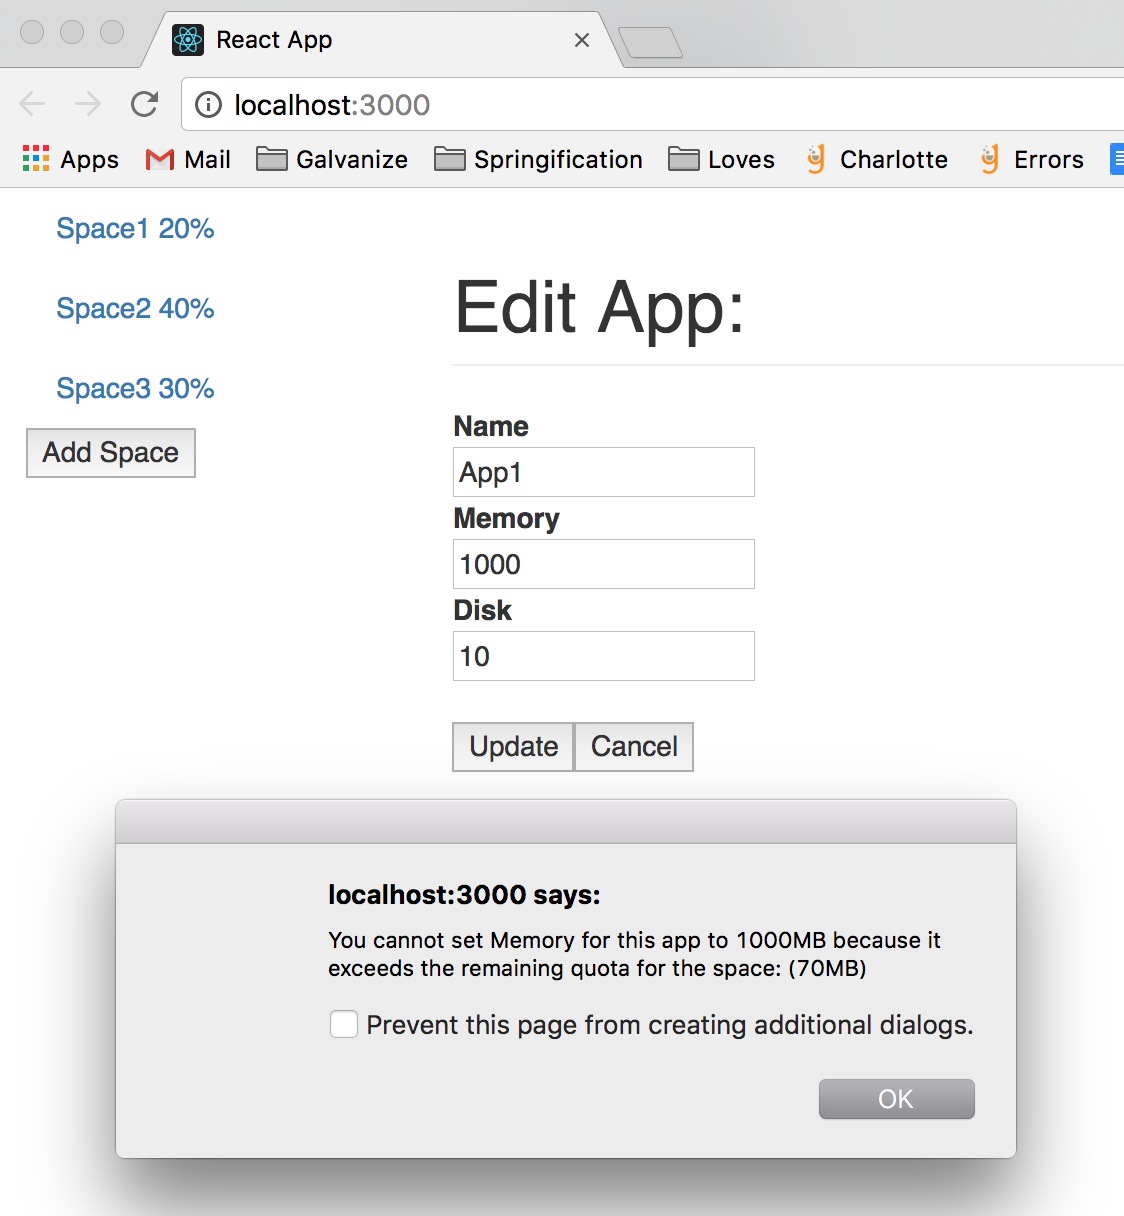 React App
localhost:3000
Apps Mail Galvanize Springification Loves Charlotte Errors
Space1 20%
Space2 40%
Space3 30%
Add Space
Edit App:
Name
App1
Memory
1000
Disk
10
Update Cancel
localhost:3000 says:
You cannot set Memory for this app to 1000MB because it
exceeds the remaining quota for the space: (70MB)
Prevent this page from creating additional dialogs.
OK